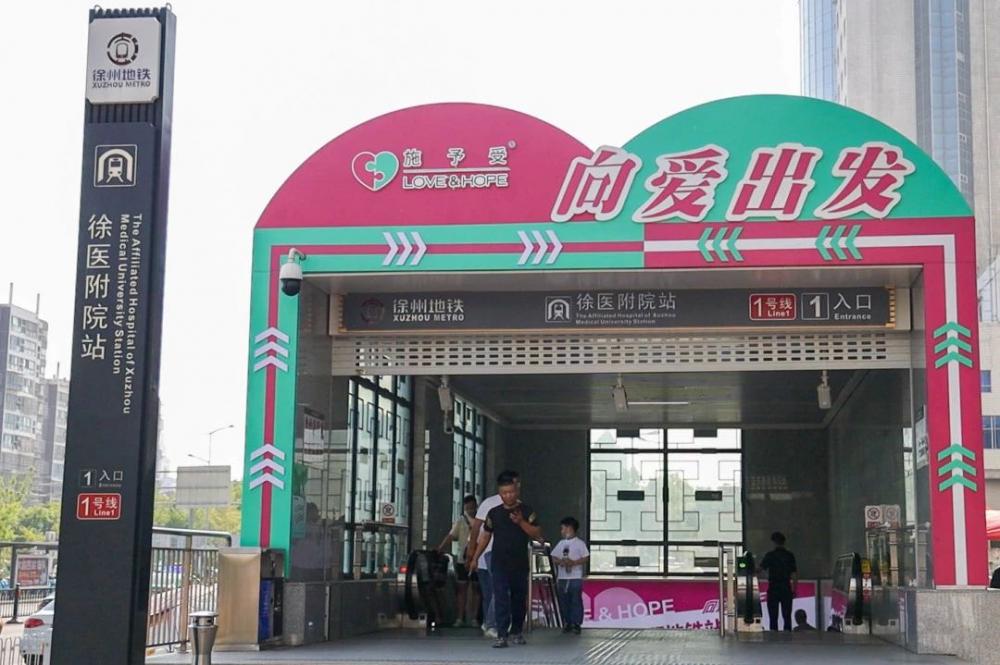 徐州地铁
XUZHOU METRO
徐医附院站
The Affiliated Hospital of Xuzhou
Medical University Station
1 入口
1号线
Line1
施予受
LOVE & HOPE
向爱出发
徐州地铁
XUZHOU METRO
徐医附院站
The Affiliated Hospital of Xuzhou
Medical University Station
1号线
Line1
1 入口
Entrance
VE & HOPE